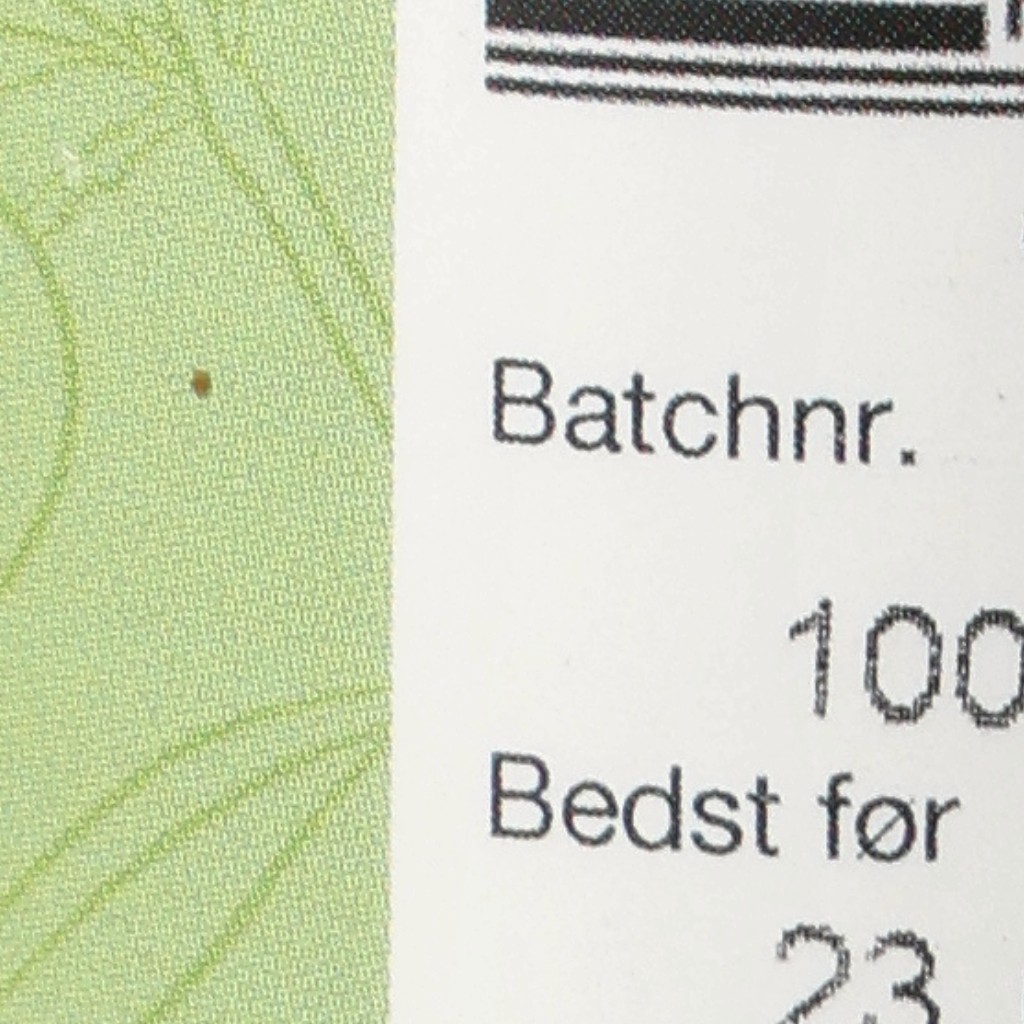 Batchnr.
100
Bedst før
23